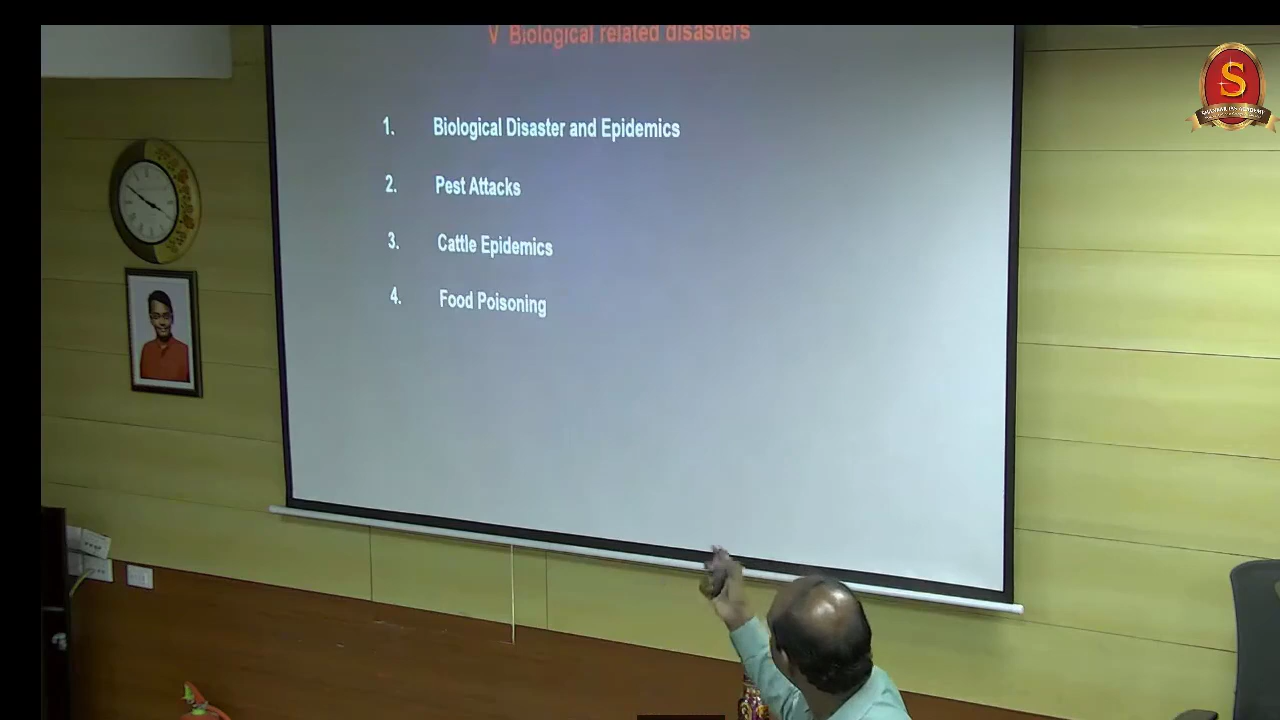 V Biological related disasters
1. Biological Disaster and Epidemics
2. Pest Attacks
3. Cattle Epidemics
4. Food Poisoning
S